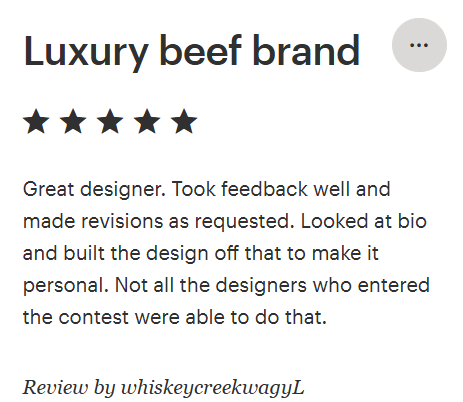 Luxury beef brand
Great designer. Took feedback well and
made revisions as requested. Looked at bio
and built the design off that to make it
personal. Not all the designers who entered
the contest were able to do that.
Review by whiskeycreekwagyL